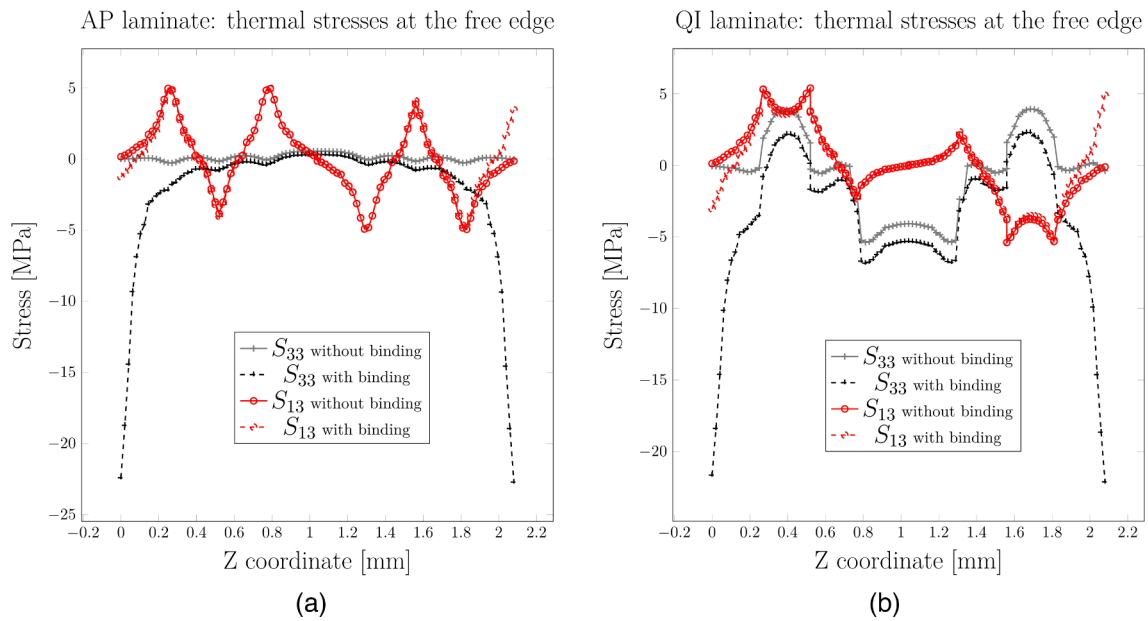 AP laminate: thermal stresses at the free edge
5
0
−5
−10
−15
−20
−25
Stress [MPa]
S33 without binding
S33 with binding
S13 without binding
S13 with binding
−0.2 0 0.2 0.4 0.6 0.8 1 1.2 1.4 1.6 1.8 2 2.2
Z coordinate [mm]
(a)
QI laminate: thermal stresses at the free edge
5
0
−5
−10
−15
−20
Stress [MPa]
S33 without binding
S33 with binding
S13 without binding
S13 with binding
−0.2 0 0.2 0.4 0.6 0.8 1 1.2 1.4 1.6 1.8 2 2.2
Z coordinate [mm]
(b)